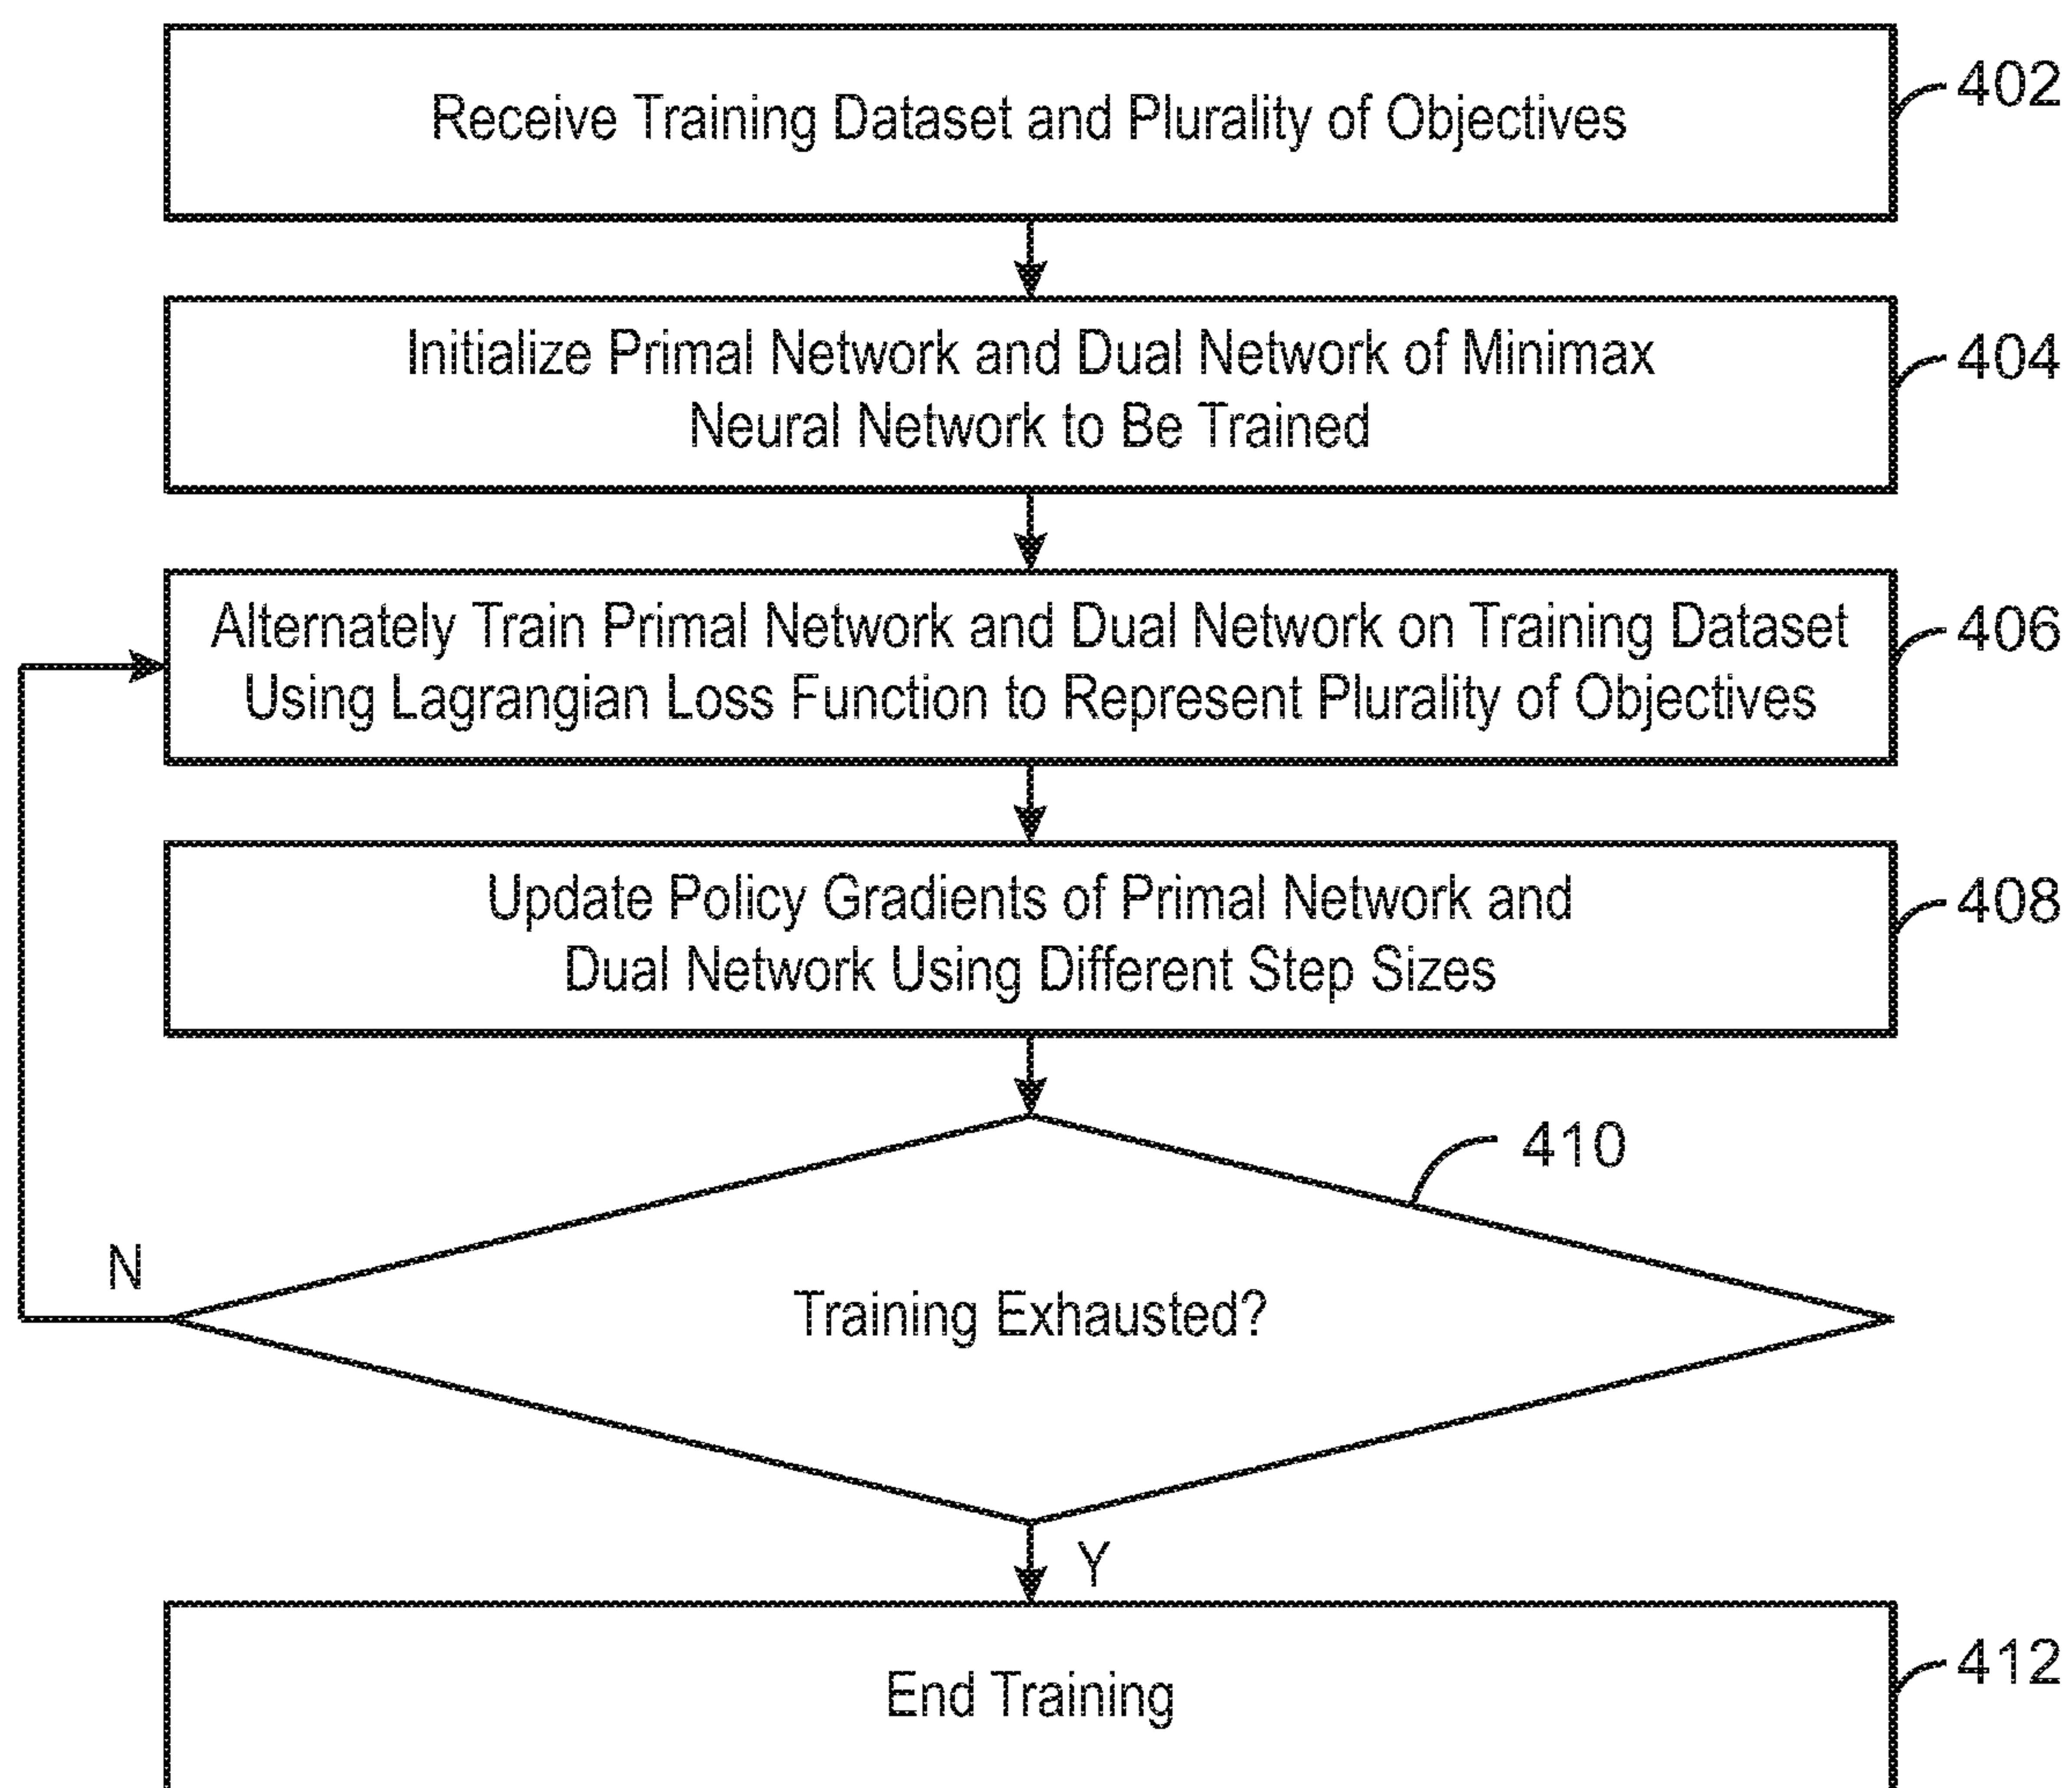 Receive Training Dataset and Plurality of Objectives
402
Initialize Primal Network and Dual Network of Minimax
Neural Network to Be Trained
404
Alternately Train Primal Network and Dual Network on Training Dataset
Using Lagrangian Loss Function to Represent Plurality of Objectives
406
Update Policy Gradients of Primal Network and
Dual Network Using Different Step Sizes
408
410
N
Training Exhausted?
Y
End Training
412